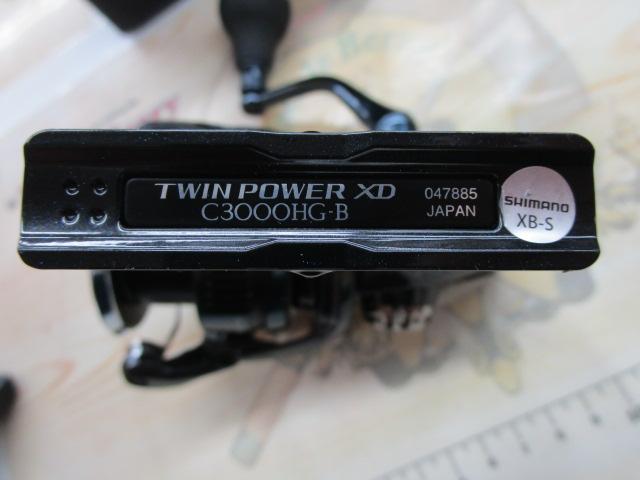 TWIN POWER XD
C3000HG-B
047885
JAPAN
SHIMANO
XB-S